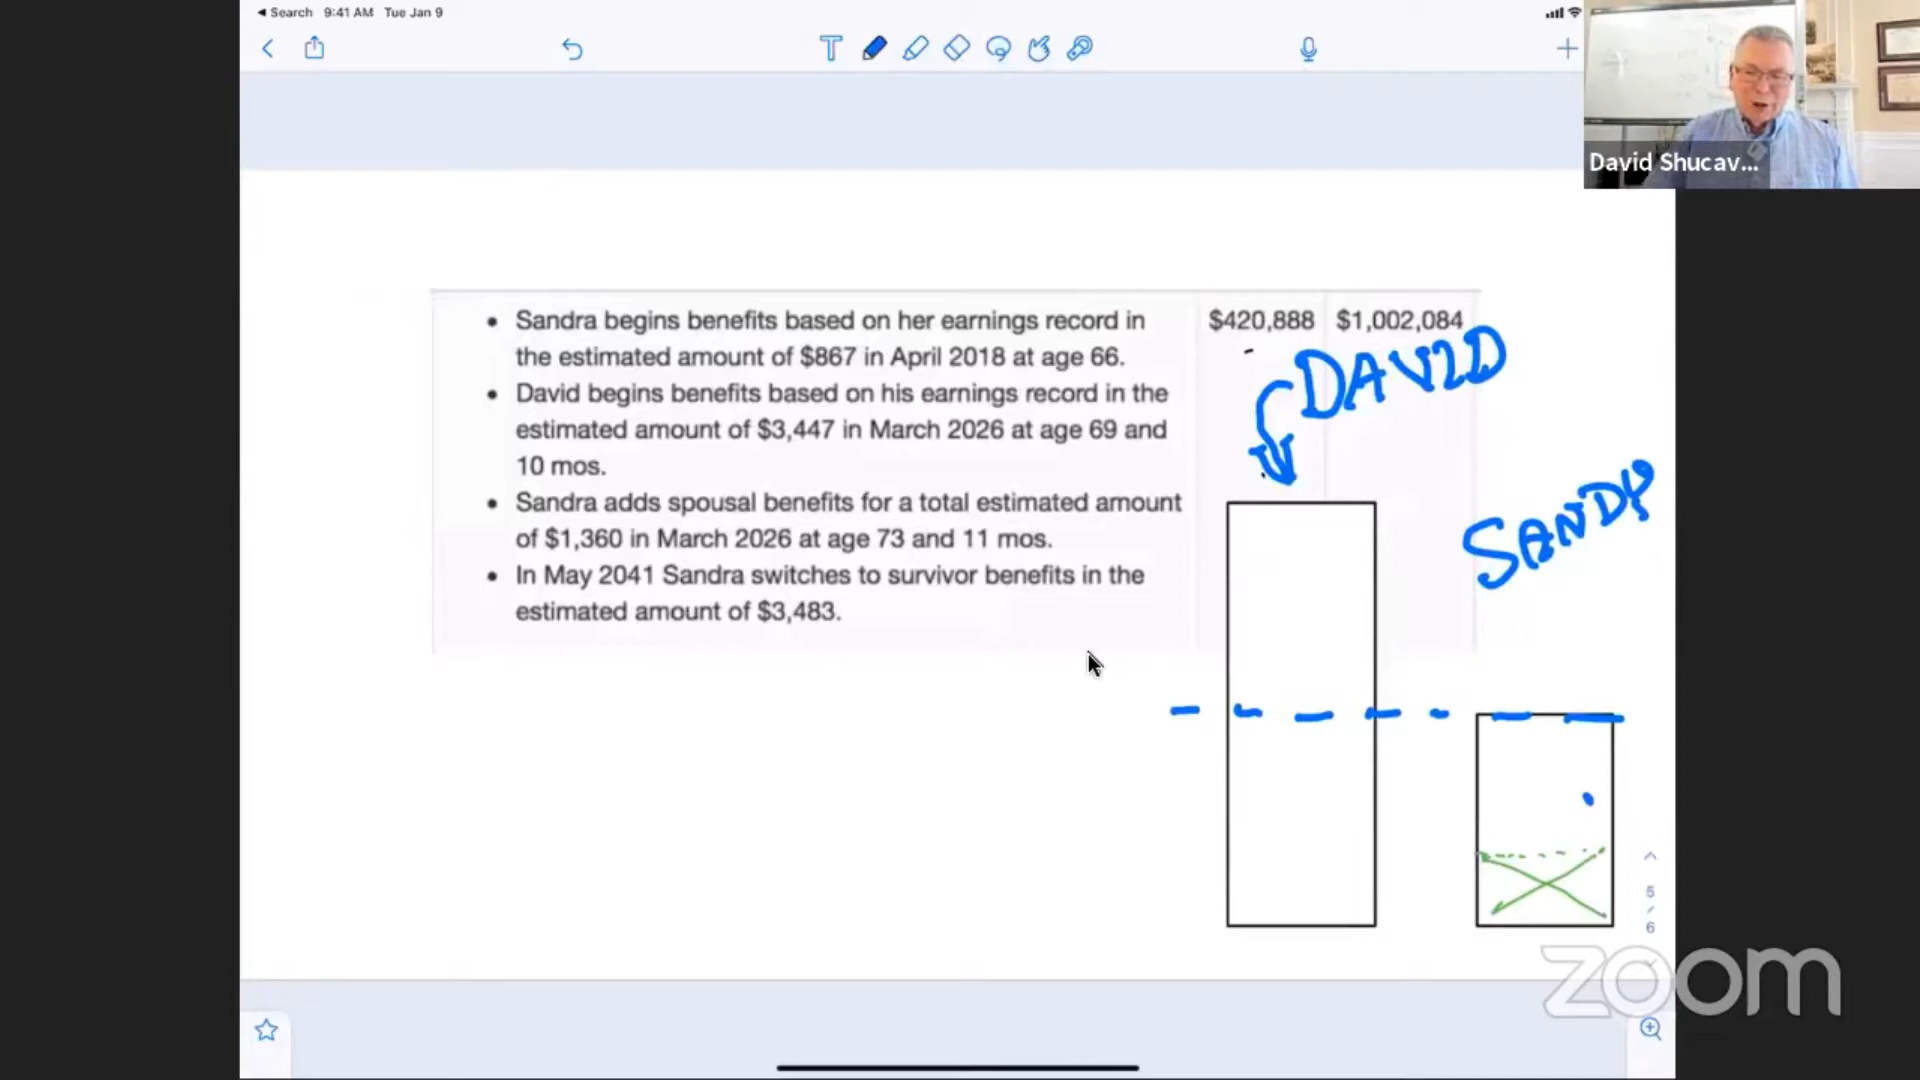 Search 9:41 AM Tue Jan 9
T
David Shucav...
• Sandra begins benefits based on her earnings record in
the estimated amount of $867 in April 2018 at age 66.
• David begins benefits based on his earnings record in the
estimated amount of $3,447 in March 2026 at age 69 and
10 mos.
• Sandra adds spousal benefits for a total estimated amount
of $1,360 in March 2026 at age 73 and 11 mos.
• In May 2041 Sandra switches to survivor benefits in the
estimated amount of $3,483.
$420,888 $1,002,084
DAVID
SANDY
5
/
6
zoom